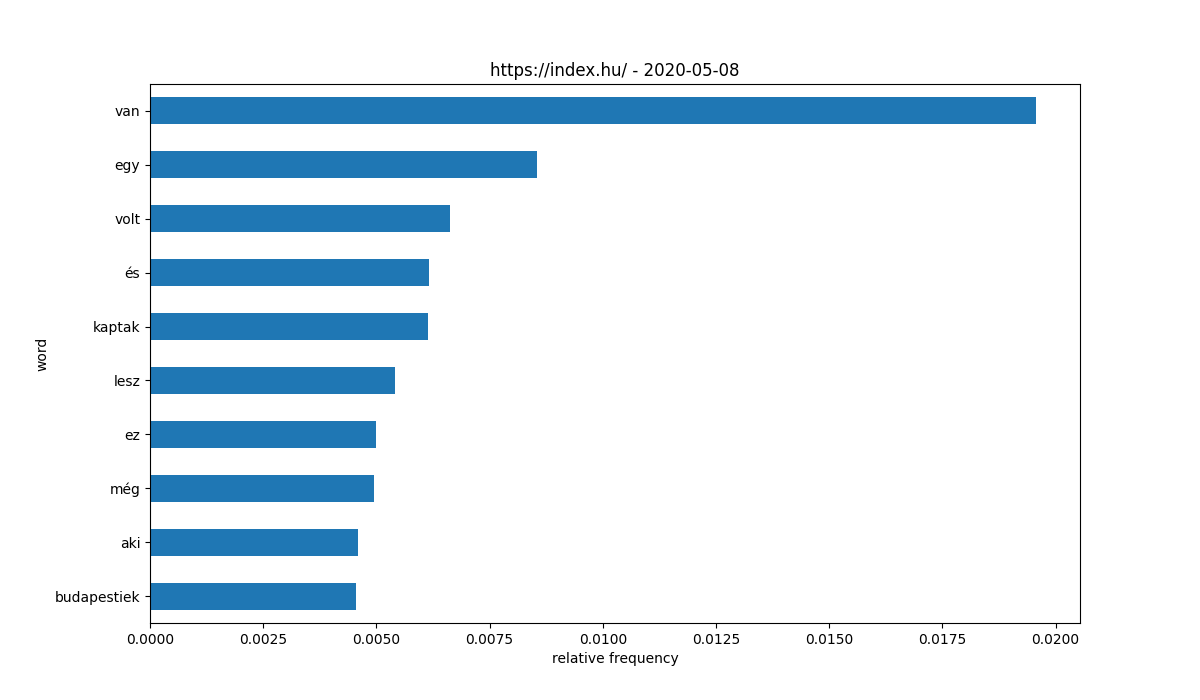 https://index.hu/ - 2020-05-08
word
van
egy
volt
és
kaptak
lesz
ez
még
aki
budapestiek
0.0000 0.0025 0.0050 0.0075 0.0100 0.0125 0.0150 0.0175 0.0200
relative frequency